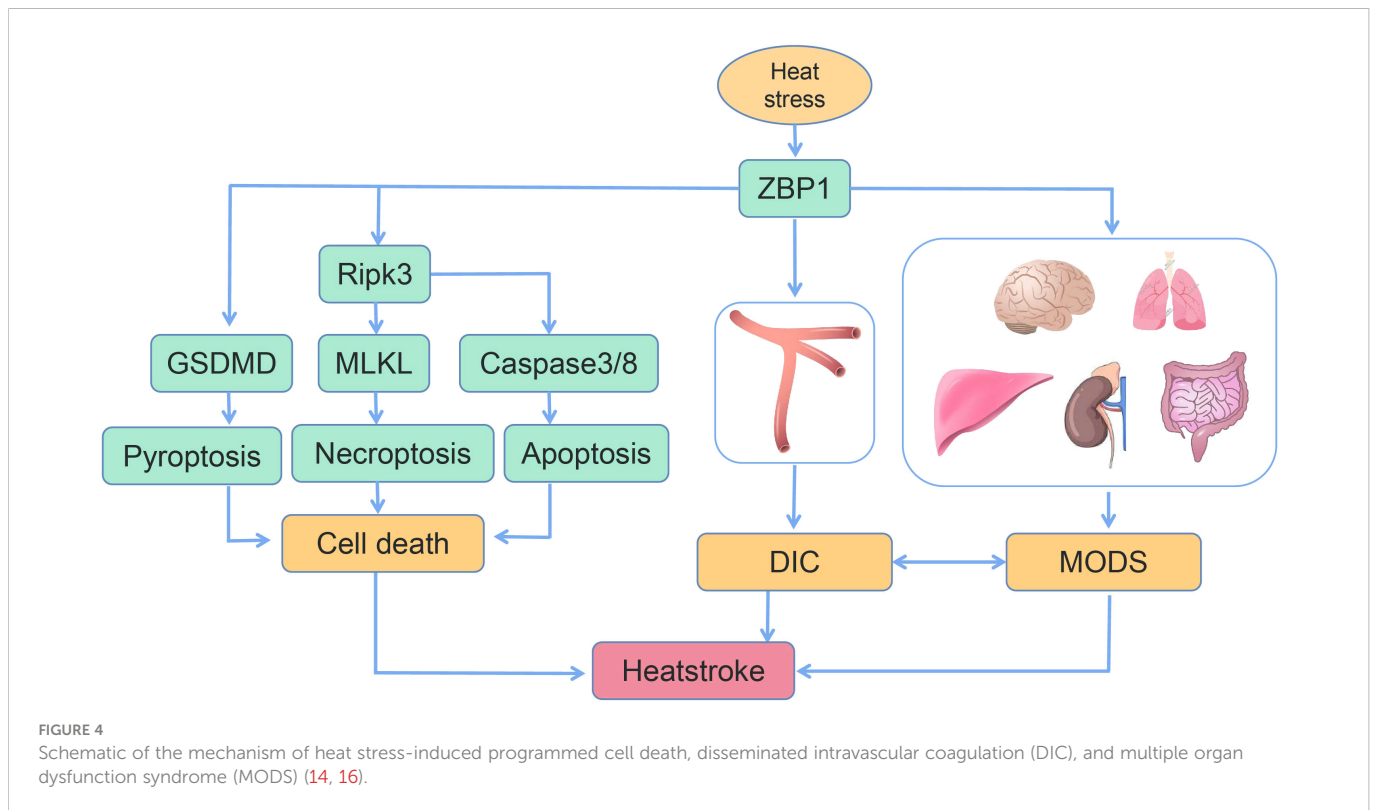 Heat
stress
ZBP1
Ripk3
GSDMD
MLKL
Caspase3/8
Pyroptosis
Necroptosis
Apoptosis
Cell death
DIC
MODS
Heatstroke
FIGURE 4
Schematic of the mechanism of heat stress-induced programmed cell death, disseminated intravascular coagulation (DIC), and multiple organ
dysfunction syndrome (MODS) (14, 16).